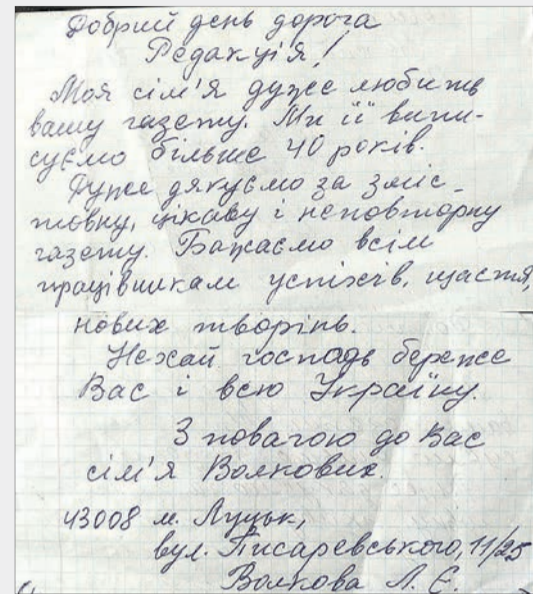 Добрий день дорога
Редакція!
Моя сім'я дуже любить
вашу газету. Ми її випи-
суємо більше 40 років.
Дуже дякуємо за зміс-
товну, цікаву і неповторну
газету. Бажаємо всім
працівникам успіхів, щастя,
нових творінь.
Нехай господь береже
Вас і всю Україну.
З повагою до Вас
сім'я Волкових.
43008 м. Луцьк,
вул. Писаревського, 11/25
Волкова Л. Є.